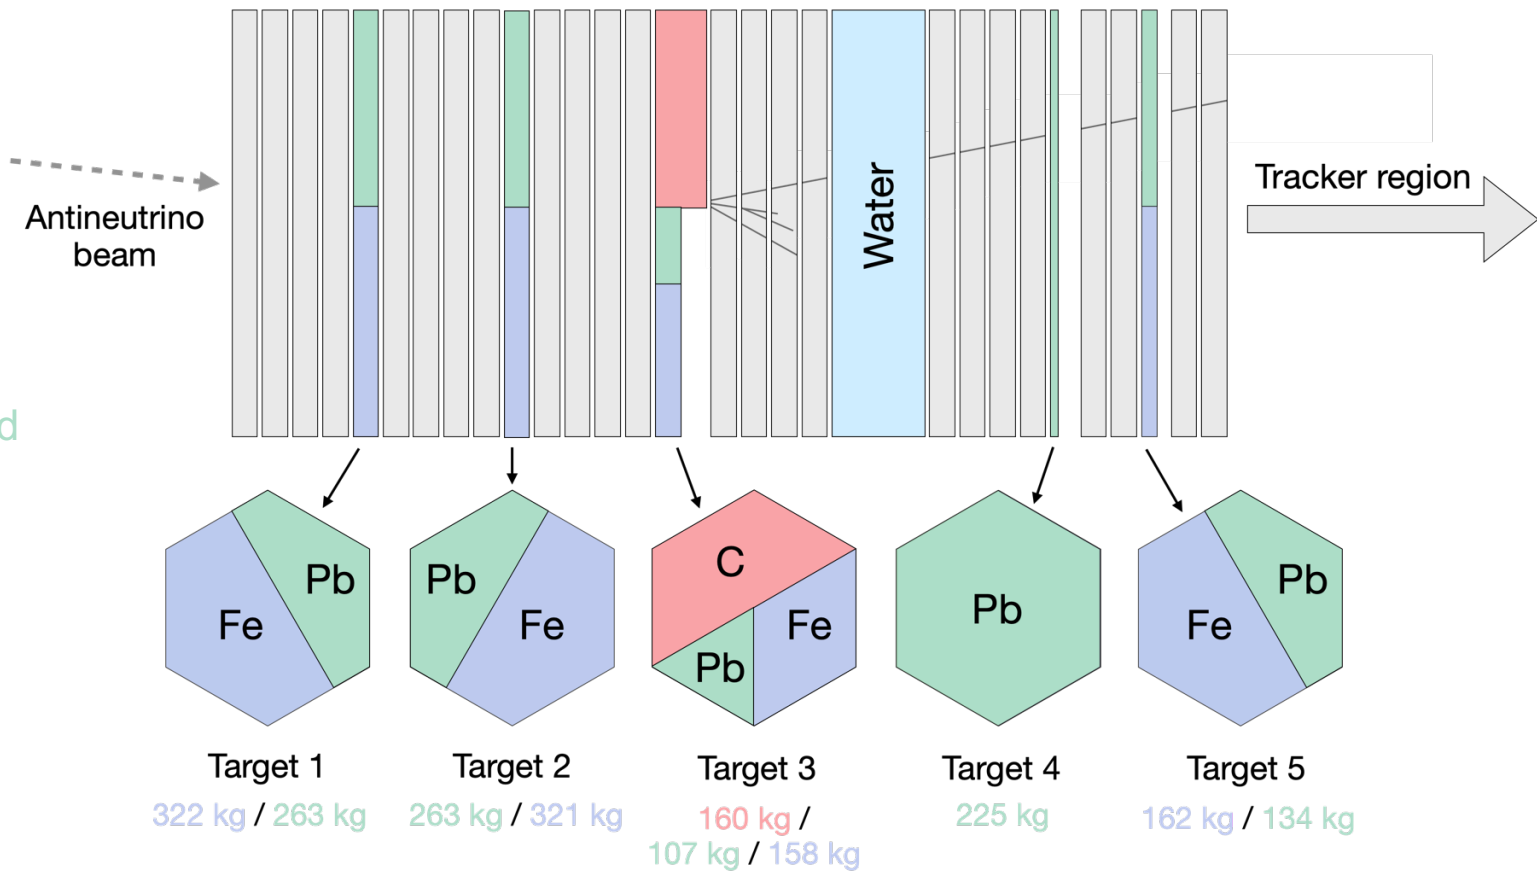 Antineutrino
beam
Water
Tracker region
d
Fe
Pb
Pb
Fe
C
Pb
Fe
Pb
Fe
Pb
Target 1
322 kg / 263 kg
Target 2
263 kg / 321 kg
Target 3
160 kg /
107 kg / 158 kg
Target 4
225 kg
Target 5
162 kg / 134 kg